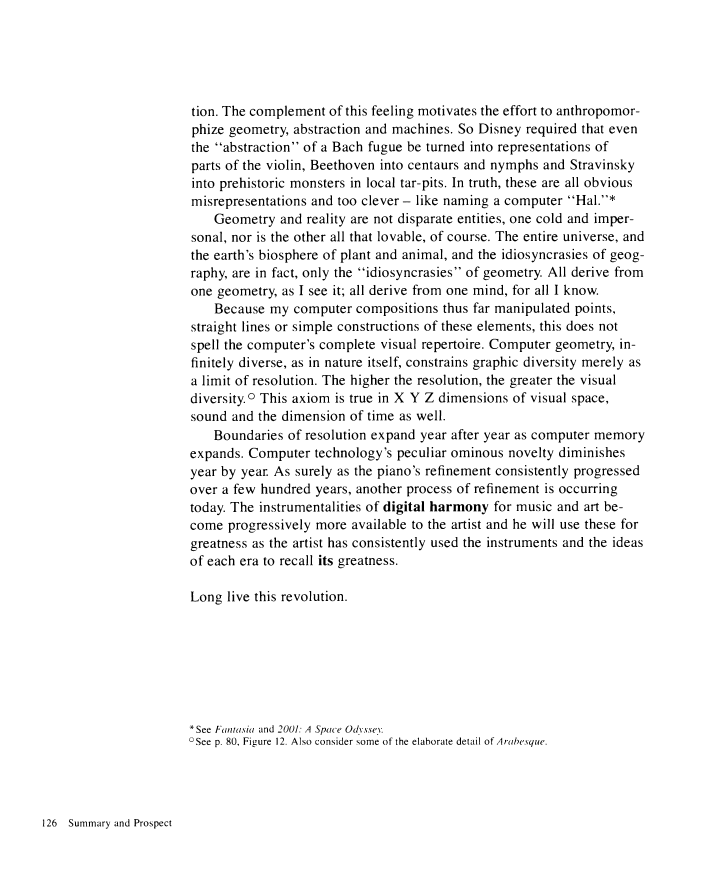 tion. The complement of this feeling motivates the effort to anthropomor-
phize geometry, abstraction and machines. So Disney required that even
the ‘‘abstraction’’ of a Bach fugue be turned into representations of
parts of the violin, Beethoven into centaurs and nymphs and Stravinsky
into prehistoric monsters in local tar-pits. In truth, these are all obvious
misrepresentations and too clever – like naming a computer ‘‘Hal.’’*
Geometry and reality are not disparate entities, one cold and imper-
sonal, nor is the other all that lovable, of course. The entire universe, and
the earth's biosphere of plant and animal, and the idiosyncrasies of geog-
raphy, are in fact, only the ‘‘idiosyncrasies’’ of geometry. All derive from
one geometry, as I see it; all derive from one mind, for all I know.
Because my computer compositions thus far manipulated points,
straight lines or simple constructions of these elements, this does not
spell the computer's complete visual repertoire. Computer geometry, in-
finitely diverse, as in nature itself, constrains graphic diversity merely as
a limit of resolution. The higher the resolution, the greater the visual
diversity.○ This axiom is true in X Y Z dimensions of visual space,
sound and the dimension of time as well.
Boundaries of resolution expand year after year as computer memory
expands. Computer technology's peculiar ominous novelty diminishes
year by year. As surely as the piano's refinement consistently progressed
over a few hundred years, another process of refinement is occurring
today. The instrumentalities of digital harmony for music and art be-
come progressively more available to the artist and he will use these for
greatness as the artist has consistently used the instruments and the ideas
of each era to recall its greatness.
Long live this revolution.
*See Fantasia and 2001: A Space Odyssey.
○See p. 80, Figure 12. Also consider some of the elaborate detail of Arabesque.
126 Summary and Prospect